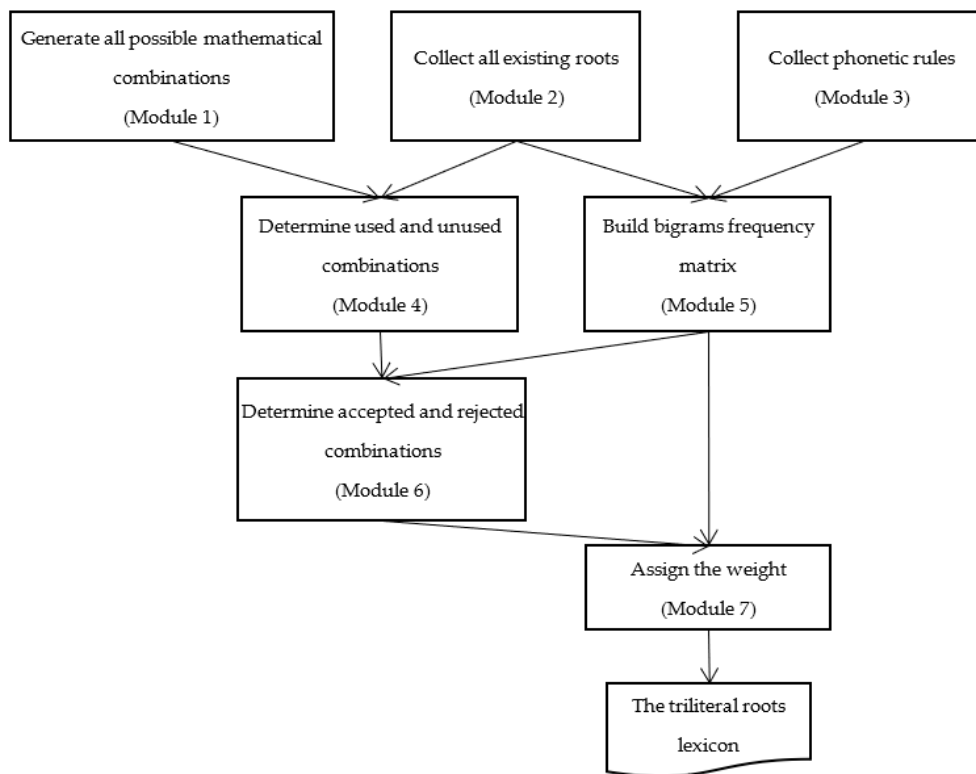 Generate all possible mathematical
combinations
(Module 1)
Collect all existing roots
(Module 2)
Collect phonetic rules
(Module 3)
Determine used and unused
combinations
(Module 4)
Build bigrams frequency
matrix
(Module 5)
Determine accepted and rejected
combinations
(Module 6)
Assign the weight
(Module 7)
The triliteral roots
lexicon